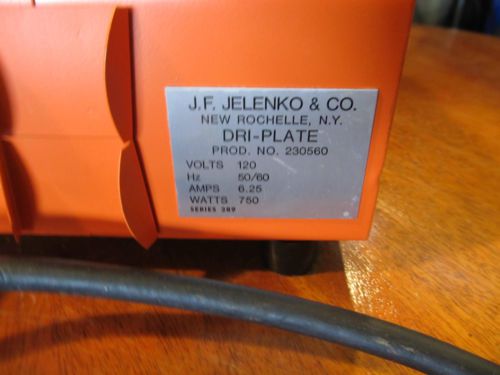 J.F. JELENKO & CO.
NEW ROCHELLE, N.Y.
DRI-PLATE
PROD. NO. 230560
VOLTS 120
Hz 50/60
AMPS 6.25
WATTS 750
SERIES 289